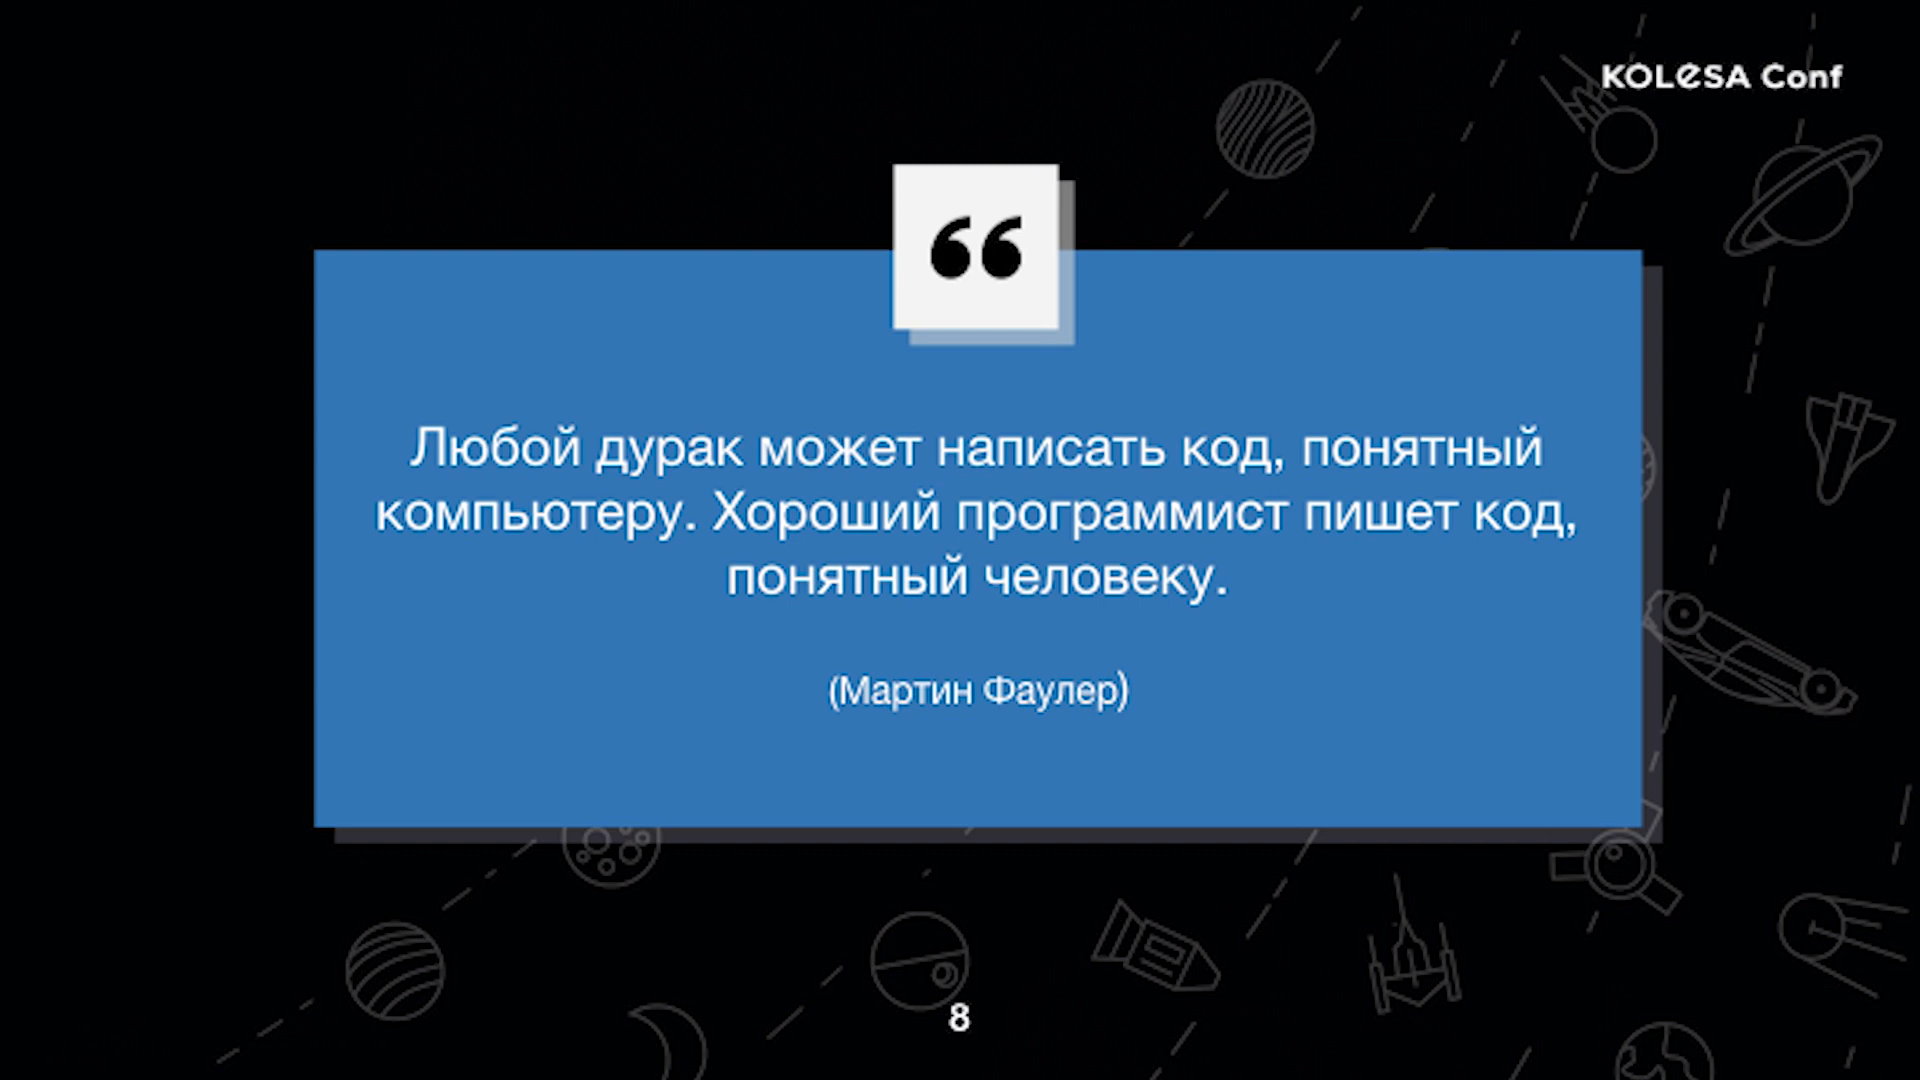 KOLESA Conf
“
Любой дурак может написать код, понятный
компьютеру. Хороший программист пишет код,
понятный человеку.
(Мартин Фаулер)
8